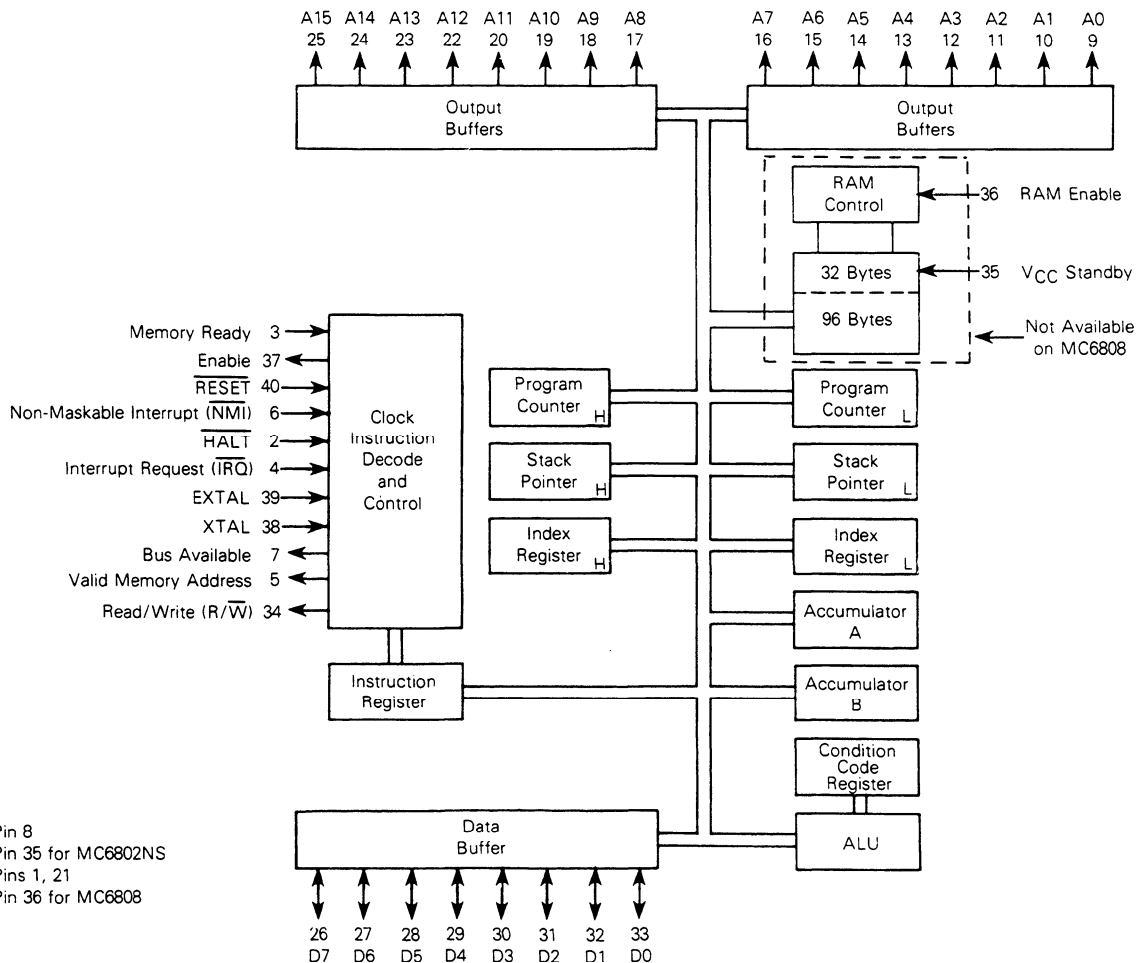 A15 A14 A13 A12 A11 A10 A9 A8
25 24 23 22 20 19 18 17
A7 A6 A5 A4 A3 A2 A1 A0
16 15 14 13 12 11 10 9
Output
Buffers
Output
Buffers
RAM
Control
36 RAM Enable
32 Bytes
35 VCC Standby
96 Bytes
Not Available
on MC6808
Memory Ready 3
Enable 37
RESET 40
Non-Maskable Interrupt (NMI) 6
HALT 2
Interrupt Request (IRQ) 4
EXTAL 39
XTAL 38
Bus Available 7
Valid Memory Address 5
Read/Write (R/W) 34
Clock
Instruction
Decode
and
Control
Program
Counter H
Program
Counter L
Stack
Pointer H
Stack
Pointer L
Index
Register H
Index
Register L
Accumulator
A
Instruction
Register
Accumulator
B
Condition
Code
Register
Data
Buffer
ALU
Pin 8
Pin 35 for MC6802NS
Pins 1, 21
Pin 36 for MC6808
26 27 28 29 30 31 32 33
D7 D6 D5 D4 D3 D2 D1 D0